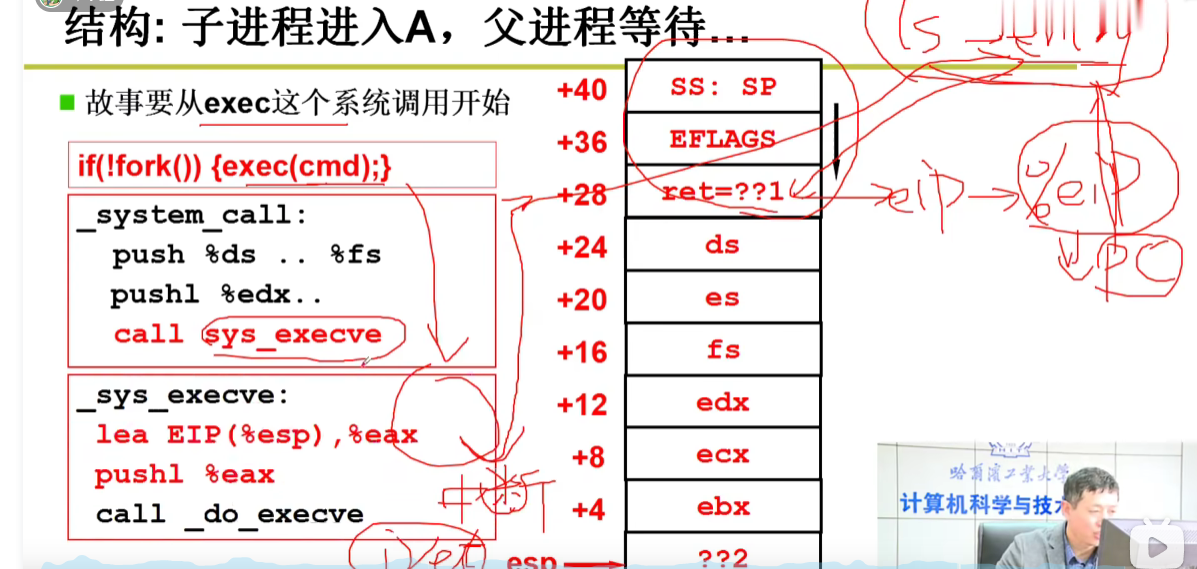 结构: 子进程进入A，父进程等待...
故事要从exec这个系统调用开始
if(!fork()) {exec(cmd);}
_system_call:
push %ds .. %fs
pushl %edx..
call sys_execve
_sys_execve:
lea EIP(%esp),%eax
pushl %eax
call _do_execve
中断
iret
+40 SS: SP
+36 EFLAGS
+28 ret=??1
+24 ds
+20 es
+16 fs
+12 edx
+8 ecx
+4 ebx
esp ??2
eip
%eip
PC
哈尔滨工业大学
计算机科学与技